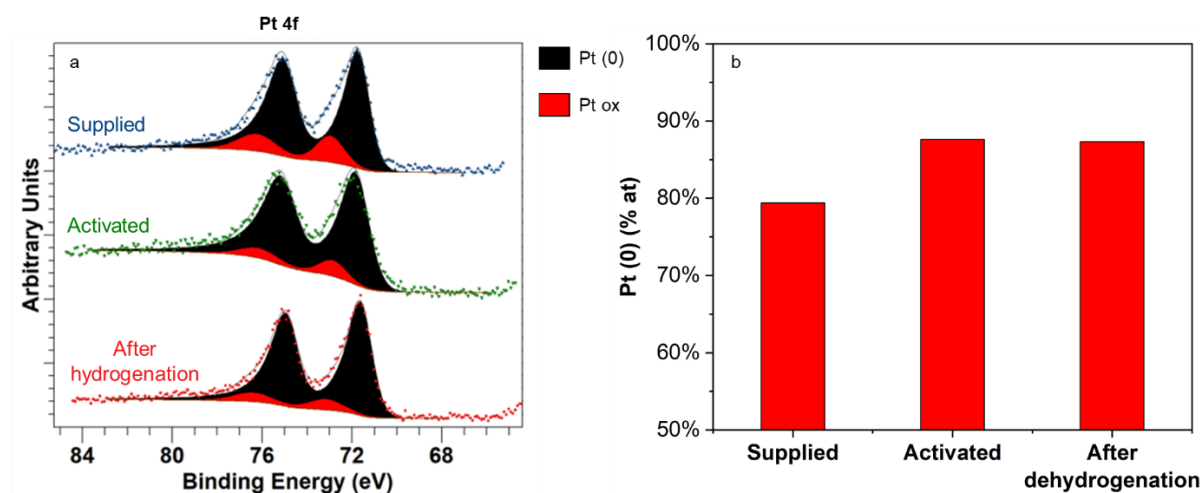 Pt 4f
a
Supplied
Activated
After
hydrogenation
Arbitrary Units
84 80 76 72 68
Binding Energy (eV)
Pt (0)
Pt ox
b
100%
90%
80%
70%
60%
50%
Pt (0) (% at)
Supplied Activated After
dehydrogenation